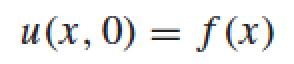 u(x, 0) = f(x)